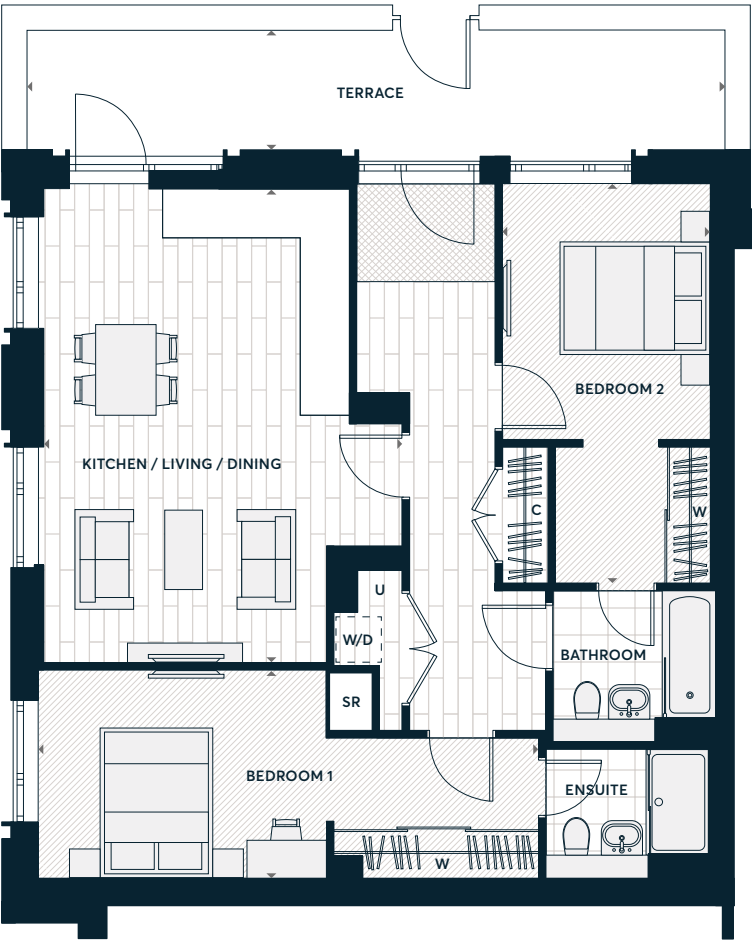 TERRACE
BEDROOM 2
KITCHEN / LIVING / DINING
C
W
U
W/D
BATHROOM
SR
BEDROOM 1
ENSUITE
W